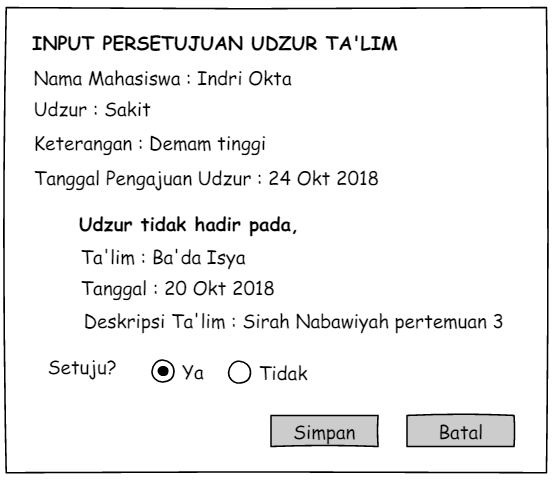 INPUT PERSETUJUAN UDZUR TA'LIM
Nama Mahasiswa : Indri Okta
Udzur : Sakit
Keterangan : Demam tinggi
Tanggal Pengajuan Udzur : 24 Okt 2018
Udzur tidak hadir pada,
Ta'lim : Ba'da Isya
Tanggal : 20 Okt 2018
Deskripsi Ta'lim : Sirah Nabawiyah pertemuan 3
Setuju? Ya Tidak
Simpan Batal